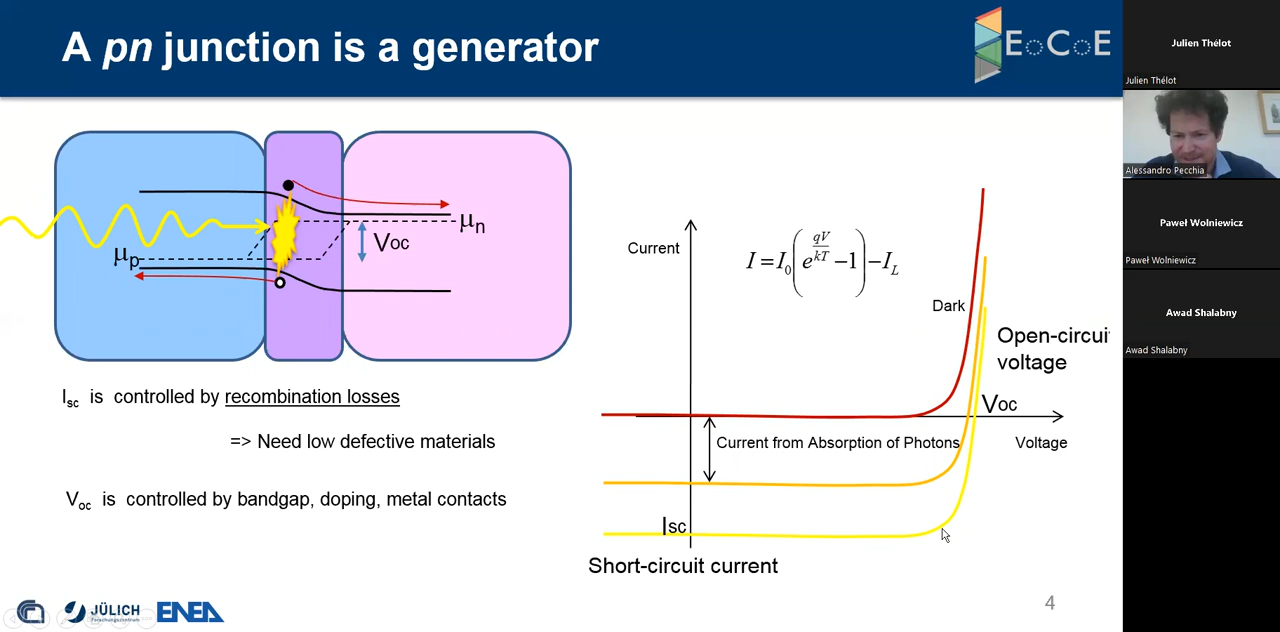 A pn junction is a generator
EoCoE
μn
Voc
μp
Isc is controlled by recombination losses
=> Need low defective materials
Voc is controlled by bandgap, doping, metal contacts
Current
I = I0 ( e^(qV/kT) − 1 ) − IL
Dark
Open-circui
voltage
Voc
Voltage
Current from Absorption of Photons
Isc
Short-circuit current
JÜLICH
Forschungszentrum
ENEA
4
Julien Thélot
Julien Thélot
Alessandro Pecchia
Paweł Wolniewicz
Paweł Wolniewicz
Awad Shalabny
Awad Shalabny